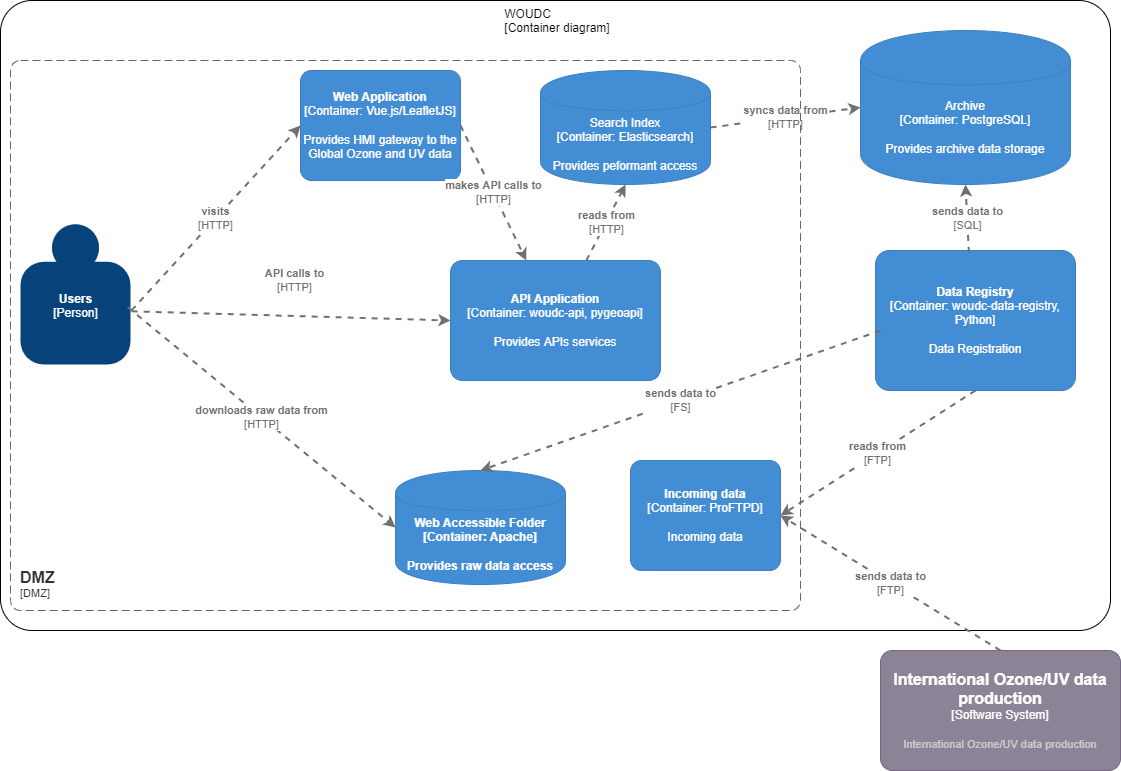 WOUDC
[Container diagram]
Web Application
[Container: Vue.js/LeafletJS]
Provides HMI gateway to the
Global Ozone and UV data
Search Index
[Container: Elasticsearch]
Provides peformant access
syncs data from
[HTTP]
Archive
[Container: PostgreSQL]
Provides archive data storage
visits
[HTTP]
makes API calls to
[HTTP]
reads from
[HTTP]
sends data to
[SQL]
Users
[Person]
API calls to
[HTTP]
API Application
[Container: woudc-api, pygeoapi]
Provides APIs services
Data Registry
[Container: woudc-data-registry,
Python]
Data Registration
downloads raw data from
[HTTP]
sends data to
[FS]
reads from
[FTP]
Web Accessible Folder
[Container: Apache]
Provides raw data access
Incoming data
[Container: ProFTPD]
Incoming data
DMZ
[DMZ]
sends data to
[FTP]
International Ozone/UV data
production
[Software System]
International Ozone/UV data production